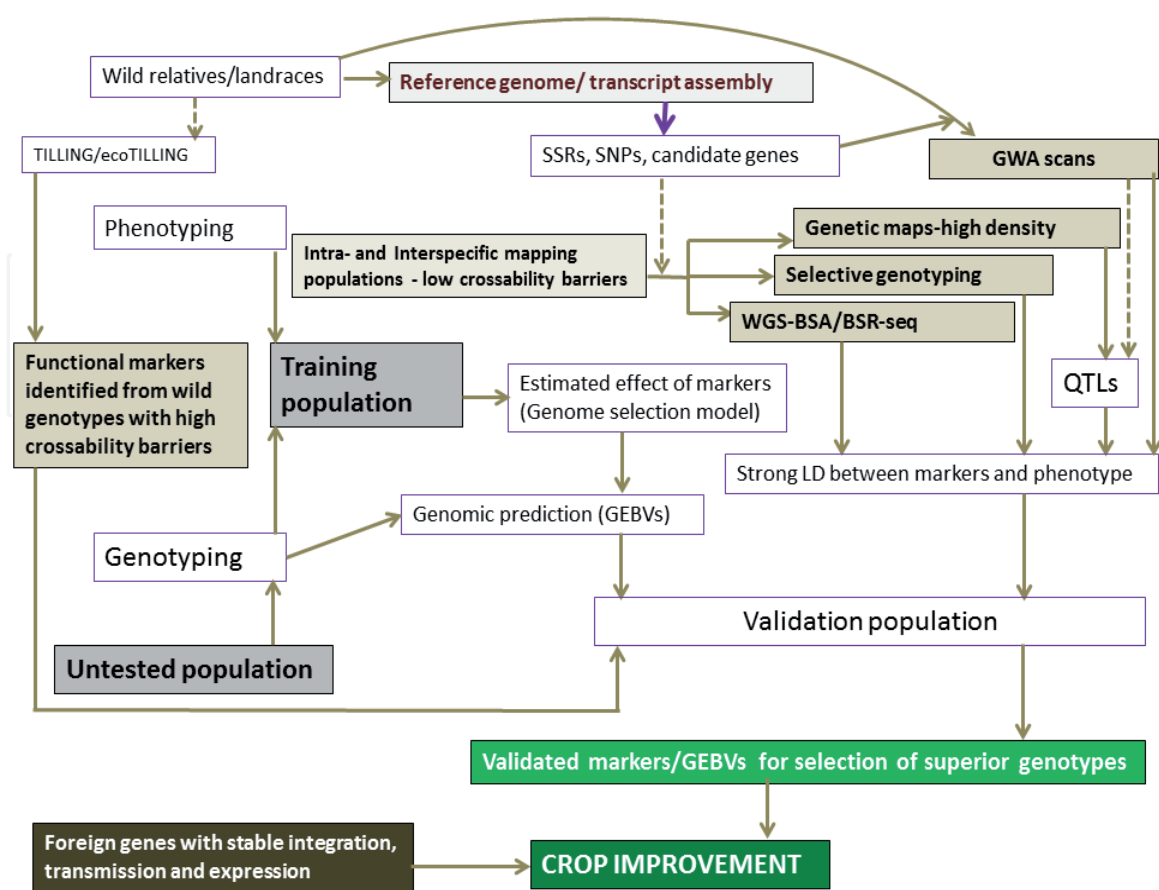 Wild relatives/landraces
Reference genome/ transcript assembly
TILLING/ecoTILLING
SSRs, SNPs, candidate genes
GWA scans
Phenotyping
Intra- and Interspecific mapping
populations - low crossability barriers
Genetic maps-high density
Selective genotyping
WGS-BSA/BSR-seq
Functional markers
identified from wild
genotypes with high
crossability barriers
Training
population
Estimated effect of markers
(Genome selection model)
QTLs
Strong LD between markers and phenotype
Genomic prediction (GEBVs)
Genotyping
Validation population
Untested population
Validated markers/GEBVs for selection of superior genotypes
Foreign genes with stable integration,
transmission and expression
CROP IMPROVEMENT